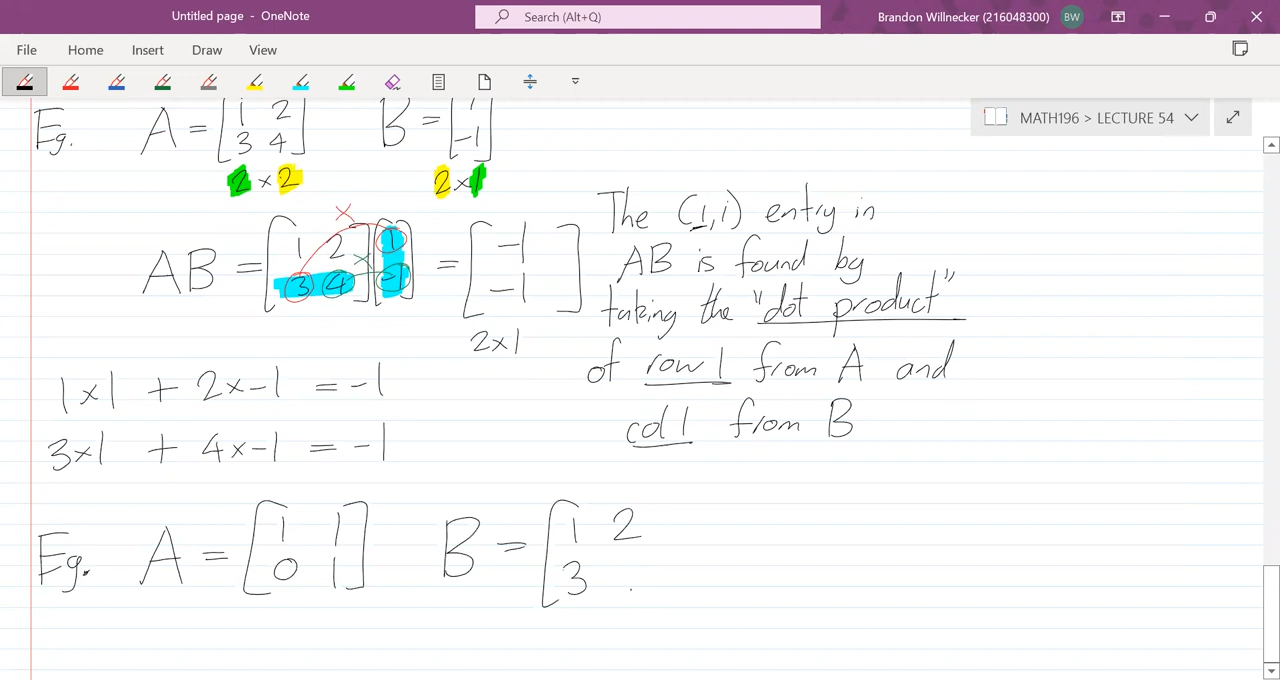 Untitled page - OneNote
Search (Alt+Q)
Brandon Willnecker (216048300)
BW
File Home Insert Draw View
MATH196 > LECTURE 54
Eg. A = [1 2 B = [1
3 4] -1]
2 × 2 2 × 1
AB = [1 2 [1 = [-1
3 4] -1] -1]
× ×
2×1
The (1,1) entry in
AB is found by
taking the "dot product"
of row 1 from A and
col 1 from B
1×1 + 2×-1 = -1
3×1 + 4×-1 = -1
Eg. A = [1 1 B = [1 2
0 1] 3